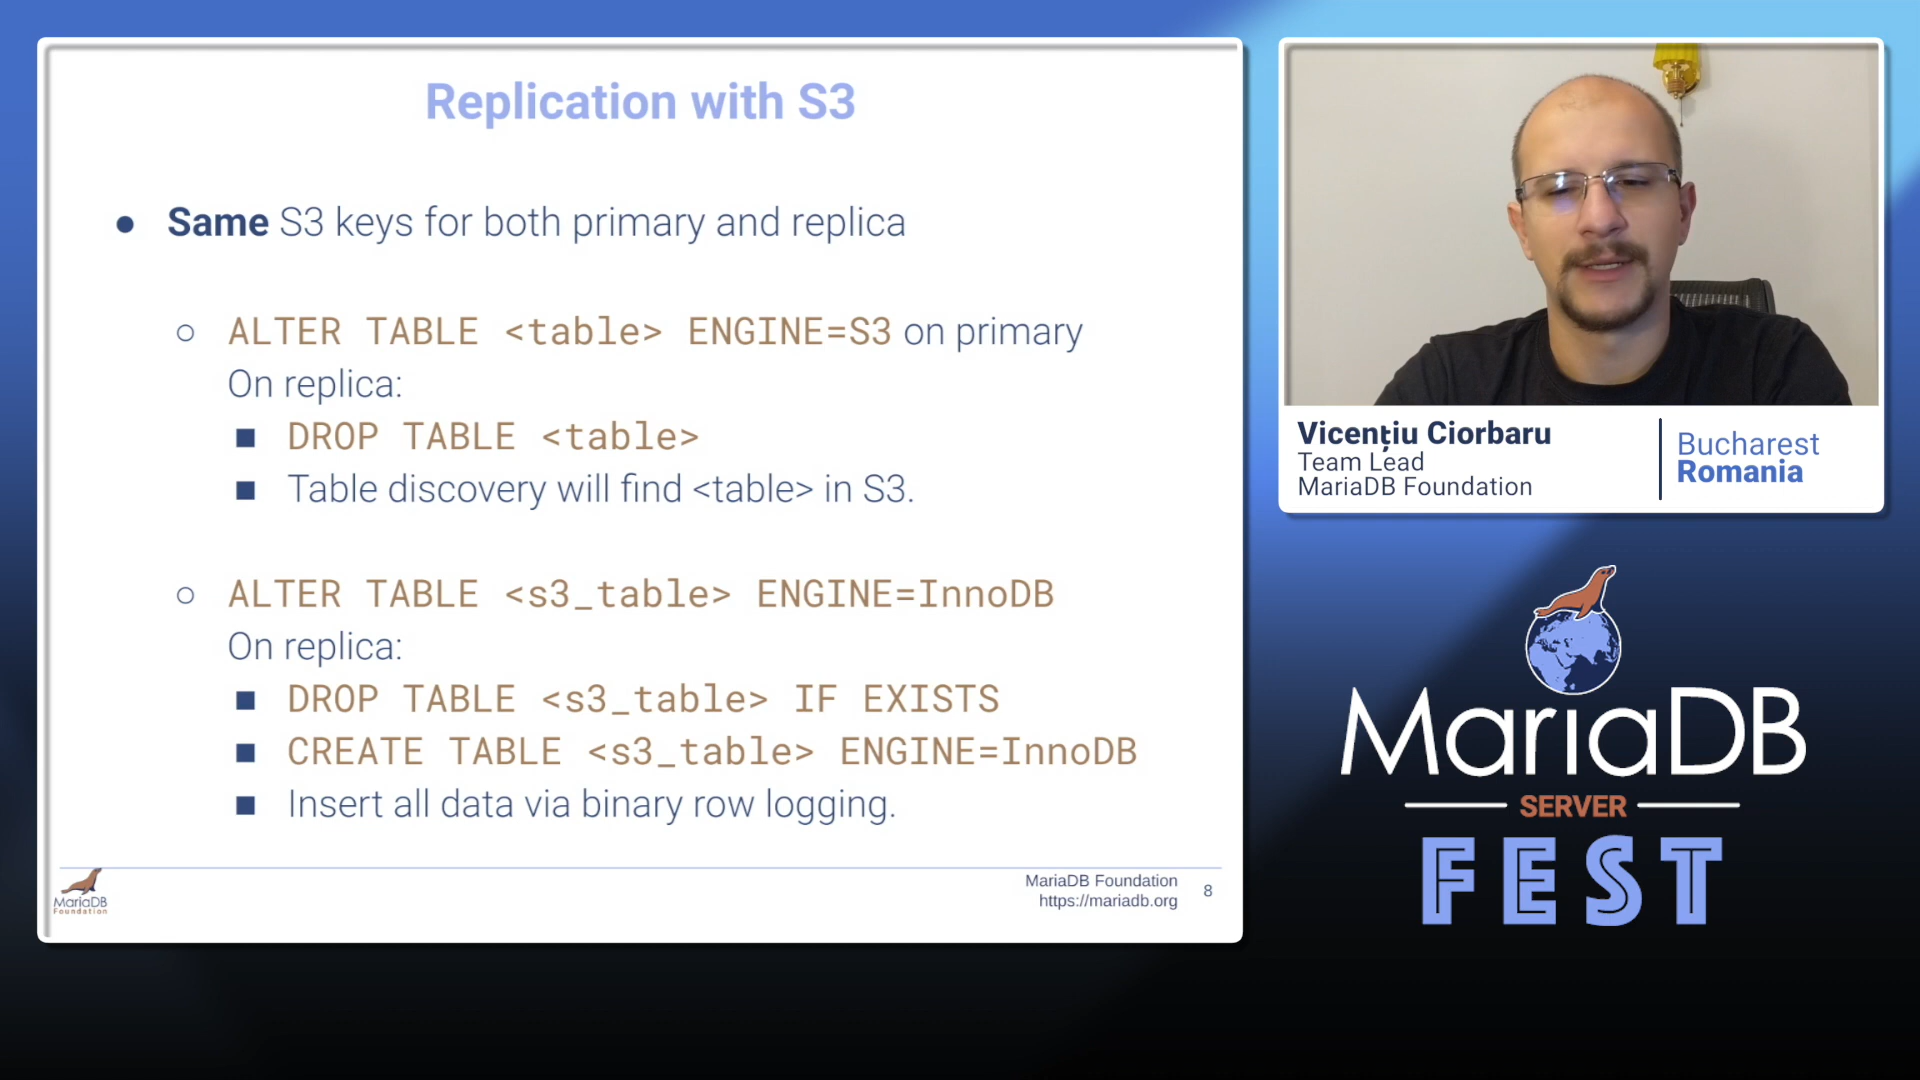 Replication with S3
● Same S3 keys for both primary and replica
○ ALTER TABLE <table> ENGINE=S3 on primary
On replica:
■ DROP TABLE <table>
■ Table discovery will find <table> in S3.
○ ALTER TABLE <s3_table> ENGINE=InnoDB
On replica:
■ DROP TABLE <s3_table> IF EXISTS
■ CREATE TABLE <s3_table> ENGINE=InnoDB
■ Insert all data via binary row logging.
MariaDB
Foundation
MariaDB Foundation
https://mariadb.org
8
Vicențiu Ciorbaru
Team Lead
MariaDB Foundation
Bucharest
Romania
MariaDB
SERVER
FEST